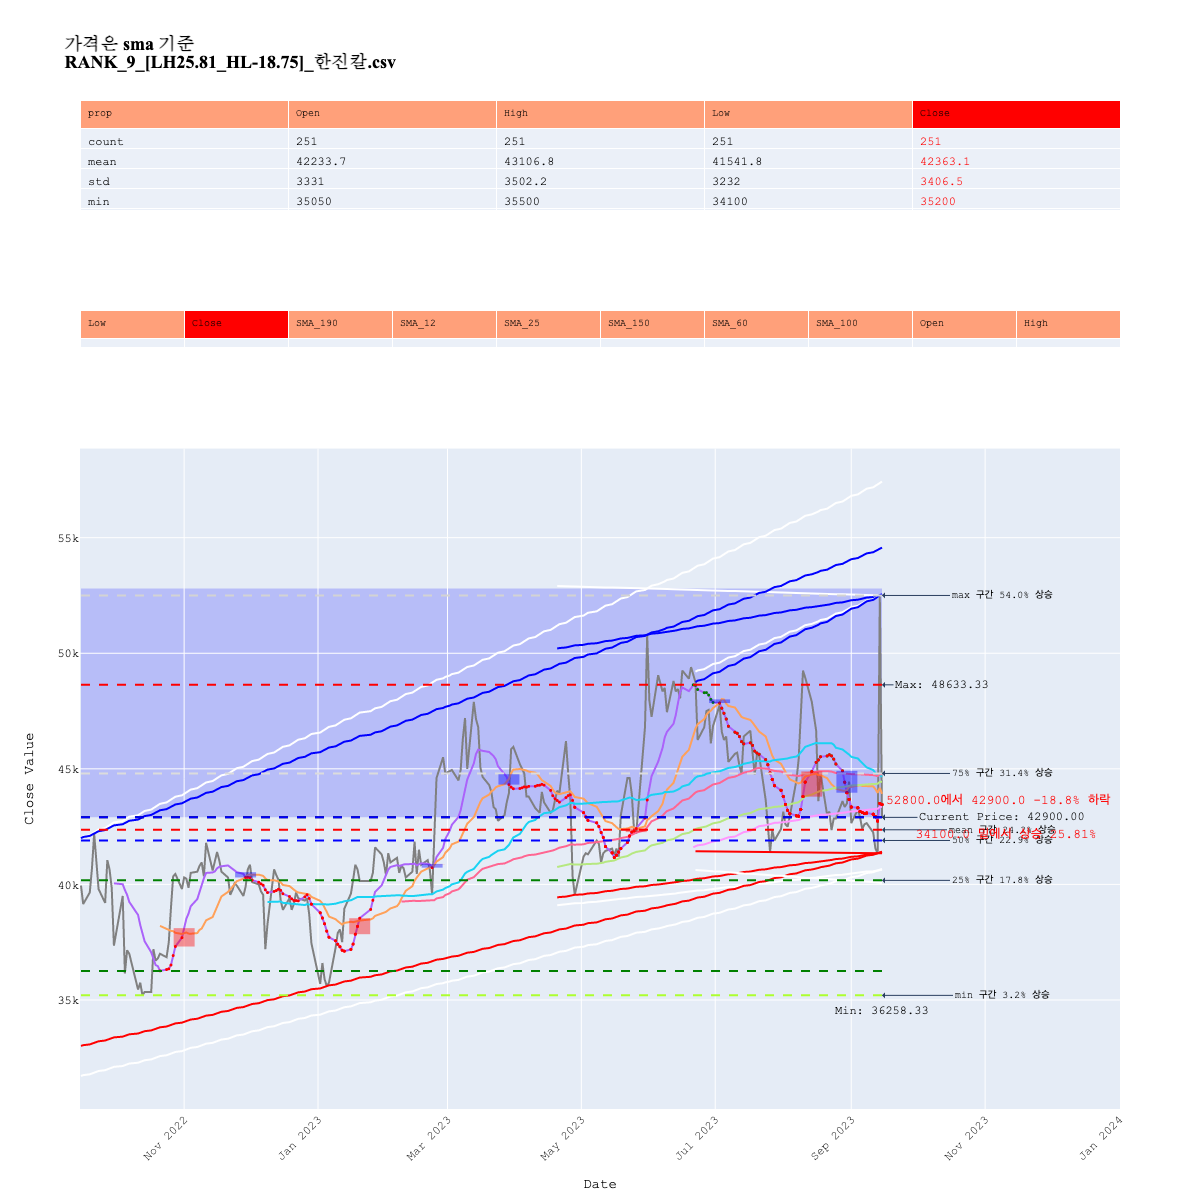 가격은 sma 기준
RANK_9_[LH25.81_HL-18.75]_한진칼.csv
prop Open High Low Close
count 251 251 251 251
mean 42233.7 43106.8 41541.8 42363.1
std 3331 3502.2 3232 3406.5
min 35050 35500 34100 35200
Low Close SMA_190 SMA_12 SMA_25 SMA_150 SMA_60 SMA_100 Open High
55k
max 구간 54.0% 상승
50k
Max: 48633.33
45k
75% 구간 31.4% 상승
52800.0에서 42900.0 -18.8% 하락
Current Price: 42900.00
50% 구간 22.9% 상승
40k
25% 구간 17.8% 상승
35k
min 구간 3.2% 상승
Min: 36258.33
Close Value
Nov 2022
Jan 2023
Mar 2023
May 2023
Jul 2023
Sep 2023
Nov 2023
Jan 2024
Date